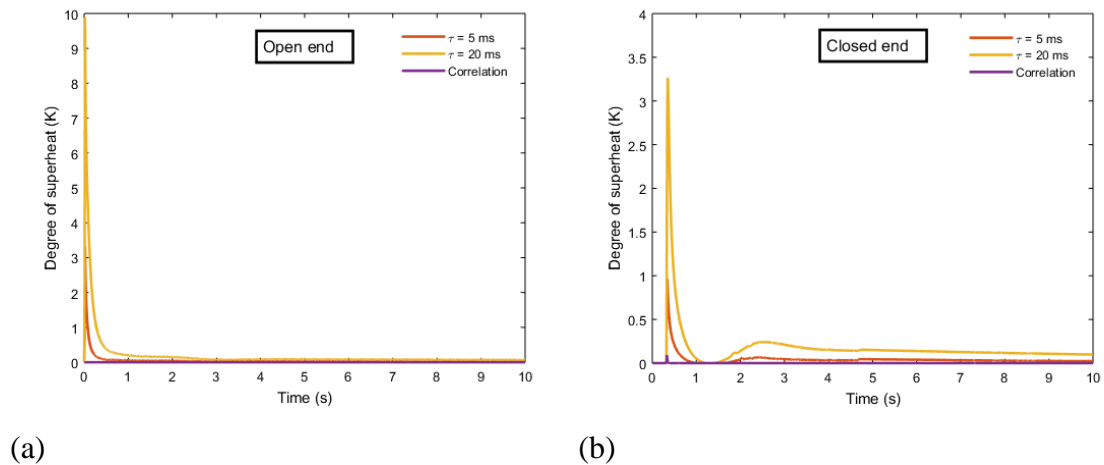 Open end
τ = 5 ms
τ = 20 ms
Correlation
10
9
8
7
6
5
4
3
2
1
0
Degree of superheat (K)
0 1 2 3 4 5 6 7 8 9 10
Time (s)
(a)
Closed end
τ = 5 ms
τ = 20 ms
Correlation
4
3.5
3
2.5
2
1.5
1
0.5
0
Degree of superheat (K)
0 1 2 3 4 5 6 7 8 9 10
Time (s)
(b)